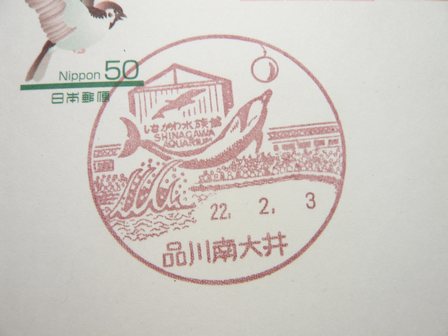 Nippon 50
日本郵便
しながわ水族館
SHINAGAWA
AQUARIUM
22. 2. 3
品川南大井